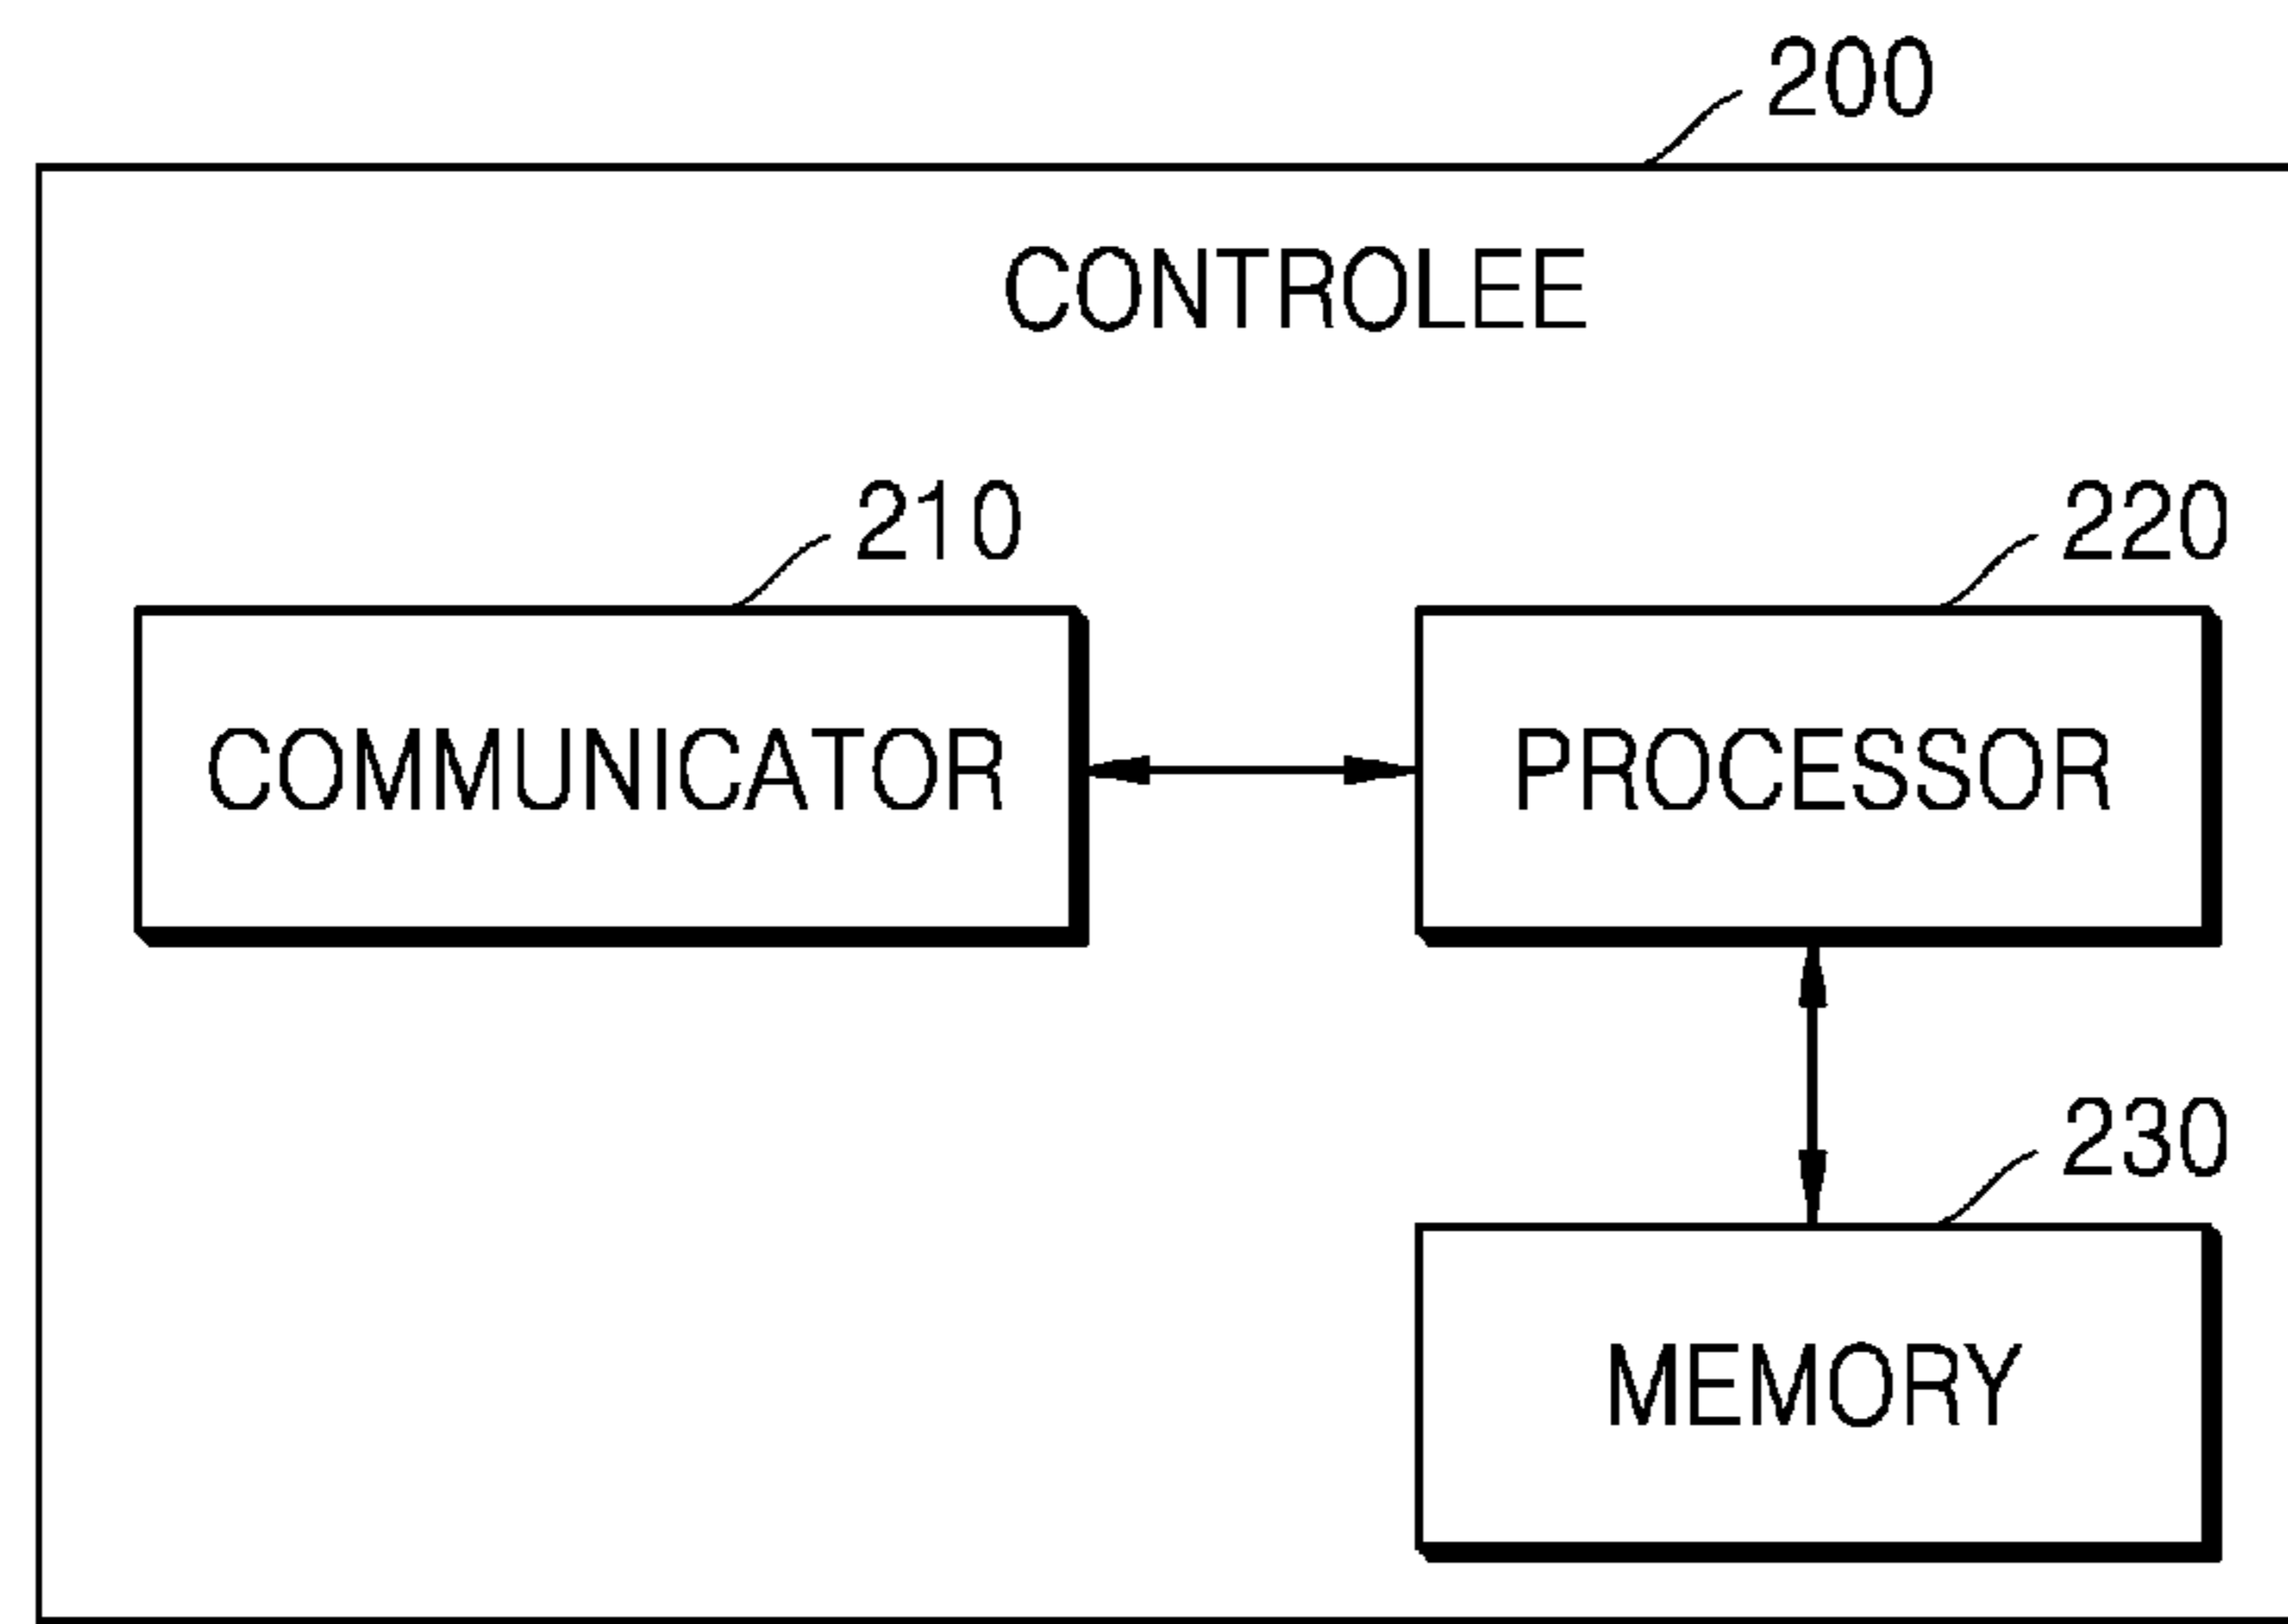 200
CONTROLEE
210
220
COMMUNICATOR
PROCESSOR
230
MEMORY